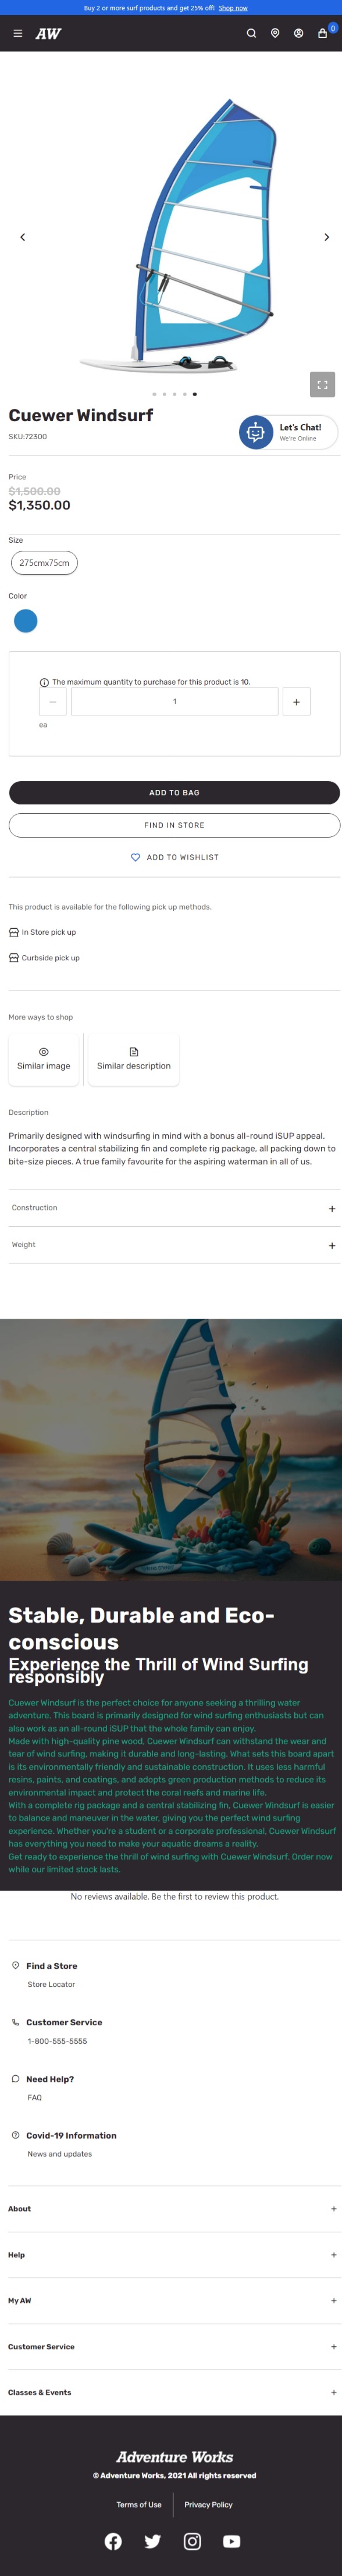 Buy 2 or more surf products and get 25% off! Shop now
AW
0
Cuewer Windsurf
SKU:72300
Let's Chat!
We're Online
Price
$1,500.00
$1,350.00
Size
275cmx75cm
Color
The maximum quantity to purchase for this product is 10.
1
ea
ADD TO BAG
FIND IN STORE
ADD TO WISHLIST
This product is available for the following pick up methods.
In Store pick up
Curbside pick up
More ways to shop
Similar image
Similar description
Description
Primarily designed with windsurfing in mind with a bonus all-round iSUP appeal.
Incorporates a central stabilizing fin and complete rig package, all packing down to
bite-size pieces. A true family favourite for the aspiring waterman in all of us.
Construction
Weight
Stable, Durable and Eco-
conscious
Experience the Thrill of Wind Surfing
responsibly
Cuewer Windsurf is the perfect choice for anyone seeking a thrilling water
adventure. This board is primarily designed for wind surfing enthusiasts but can
also work as an all-round iSUP that the whole family can enjoy.
Made with high-quality pine wood, Cuewer Windsurf can withstand the wear and
tear of wind surfing, making it durable and long-lasting. What sets this board apart
is its environmentally friendly and sustainable construction. It uses less harmful
resins, paints, and coatings, and adopts green production methods to reduce its
environmental impact and protect the coral reefs and marine life.
With a complete rig package and a central stabilizing fin, Cuewer Windsurf is easier
to balance and maneuver in the water, giving you the perfect wind surfing
experience. Whether you're a student or a corporate professional, Cuewer Windsurf
has everything you need to make your aquatic dreams a reality.
Get ready to experience the thrill of wind surfing with Cuewer Windsurf. Order now
while our limited stock lasts.
No reviews available. Be the first to review this product.
Find a Store
Store Locator
Customer Service
1-800-555-5555
Need Help?
FAQ
Covid-19 Information
News and updates
About
Help
My AW
Customer Service
Classes & Events
Adventure Works
© Adventure Works, 2021 All rights reserved
Terms of Use
Privacy Policy